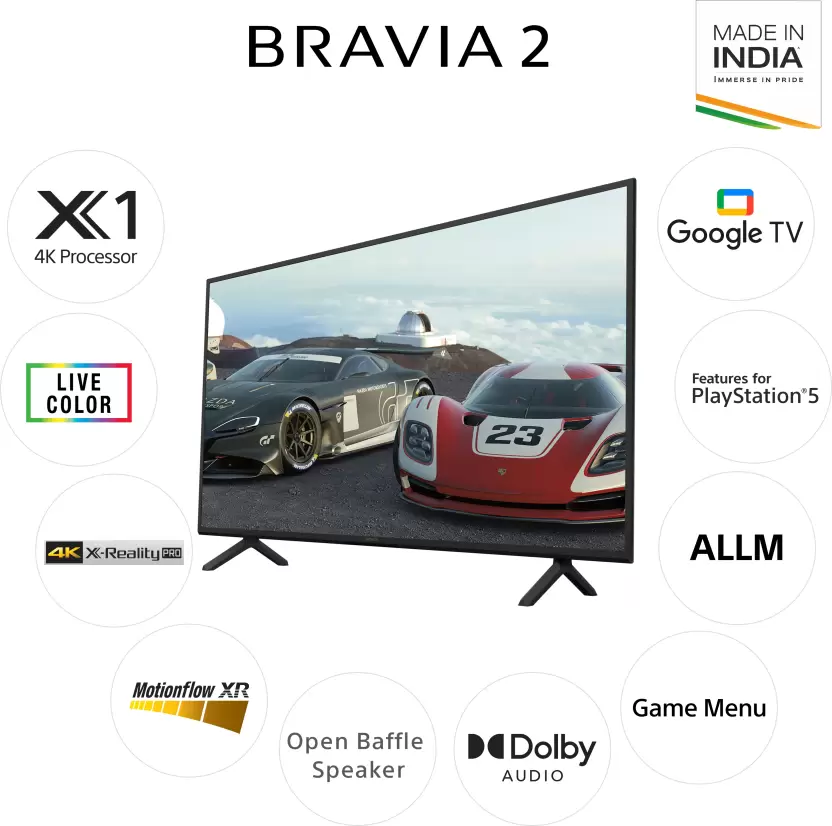 BRAVIA 2
MADE IN
INDIA
IMMERSE IN PRIDE
X1
4K Processor
Google TV
LIVE
COLOR
Features for
PlayStation®5
23
GT
4K X-Reality PRO
ALLM
Motionflow XR
Game Menu
Open Baffle
Speaker
Dolby
AUDIO